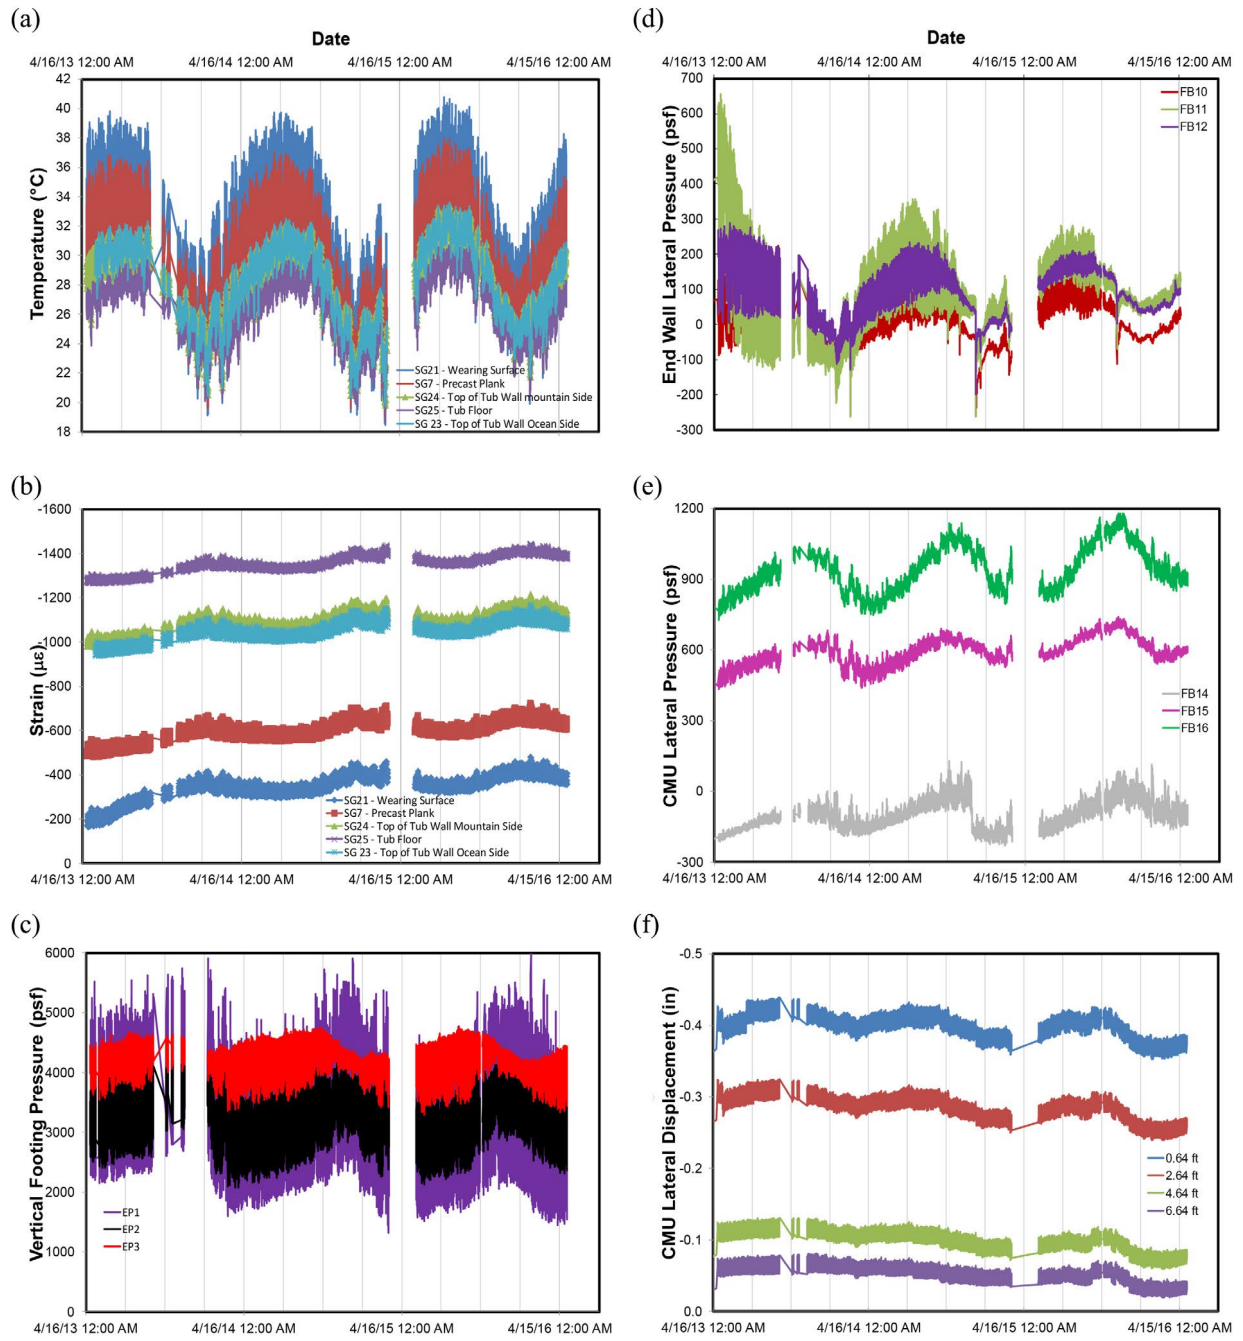 (a)
Date
4/16/13 12:00 AM 4/16/14 12:00 AM 4/16/15 12:00 AM 4/15/16 12:00 AM
42
40
38
36
34
32
30
28
26
24
22
20
18
Temperature (°C)
SG21 - Wearing Surface
SG7 - Precast Plank
SG24 - Top of Tub Wall mountain Side
SG25 - Tub Floor
SG 23 - Top of Tub Wall Ocean Side
(b)
-1600
-1400
-1200
-1000
-800
-600
-400
-200
0
Strain (µε)
SG21 - Wearing Surface
SG7 - Precast Plank
SG24 - Top of Tub Wall Mountain Side
SG25 - Tub Floor
SG 23 - Top of Tub Wall Ocean Side
4/16/13 12:00 AM 4/16/14 12:00 AM 4/16/15 12:00 AM 4/15/16 12:00 AM
(c)
6000
5000
4000
3000
2000
1000
0
Vertical Footing Pressure (psf)
EP1
EP2
EP3
4/16/13 12:00 AM 4/16/14 12:00 AM 4/16/15 12:00 AM 4/15/16 12:00 AM
(d)
Date
4/16/13 12:00 AM 4/16/14 12:00 AM 4/16/15 12:00 AM 4/15/16 12:00 AM
700
600
500
400
300
200
100
0
-100
-200
-300
End Wall Lateral Pressure (psf)
FB10
FB11
FB12
(e)
1200
900
600
300
0
-300
CMU Lateral Pressure (psf)
FB14
FB15
FB16
4/16/13 12:00 AM 4/16/14 12:00 AM 4/16/15 12:00 AM 4/15/16 12:00 AM
(f)
-0.5
-0.4
-0.3
-0.2
-0.1
0.0
CMU Lateral Displacement (in)
0.64 ft
2.64 ft
4.64 ft
6.64 ft
4/16/13 12:00 AM 4/16/14 12:00 AM 4/16/15 12:00 AM 4/15/16 12:00 AM